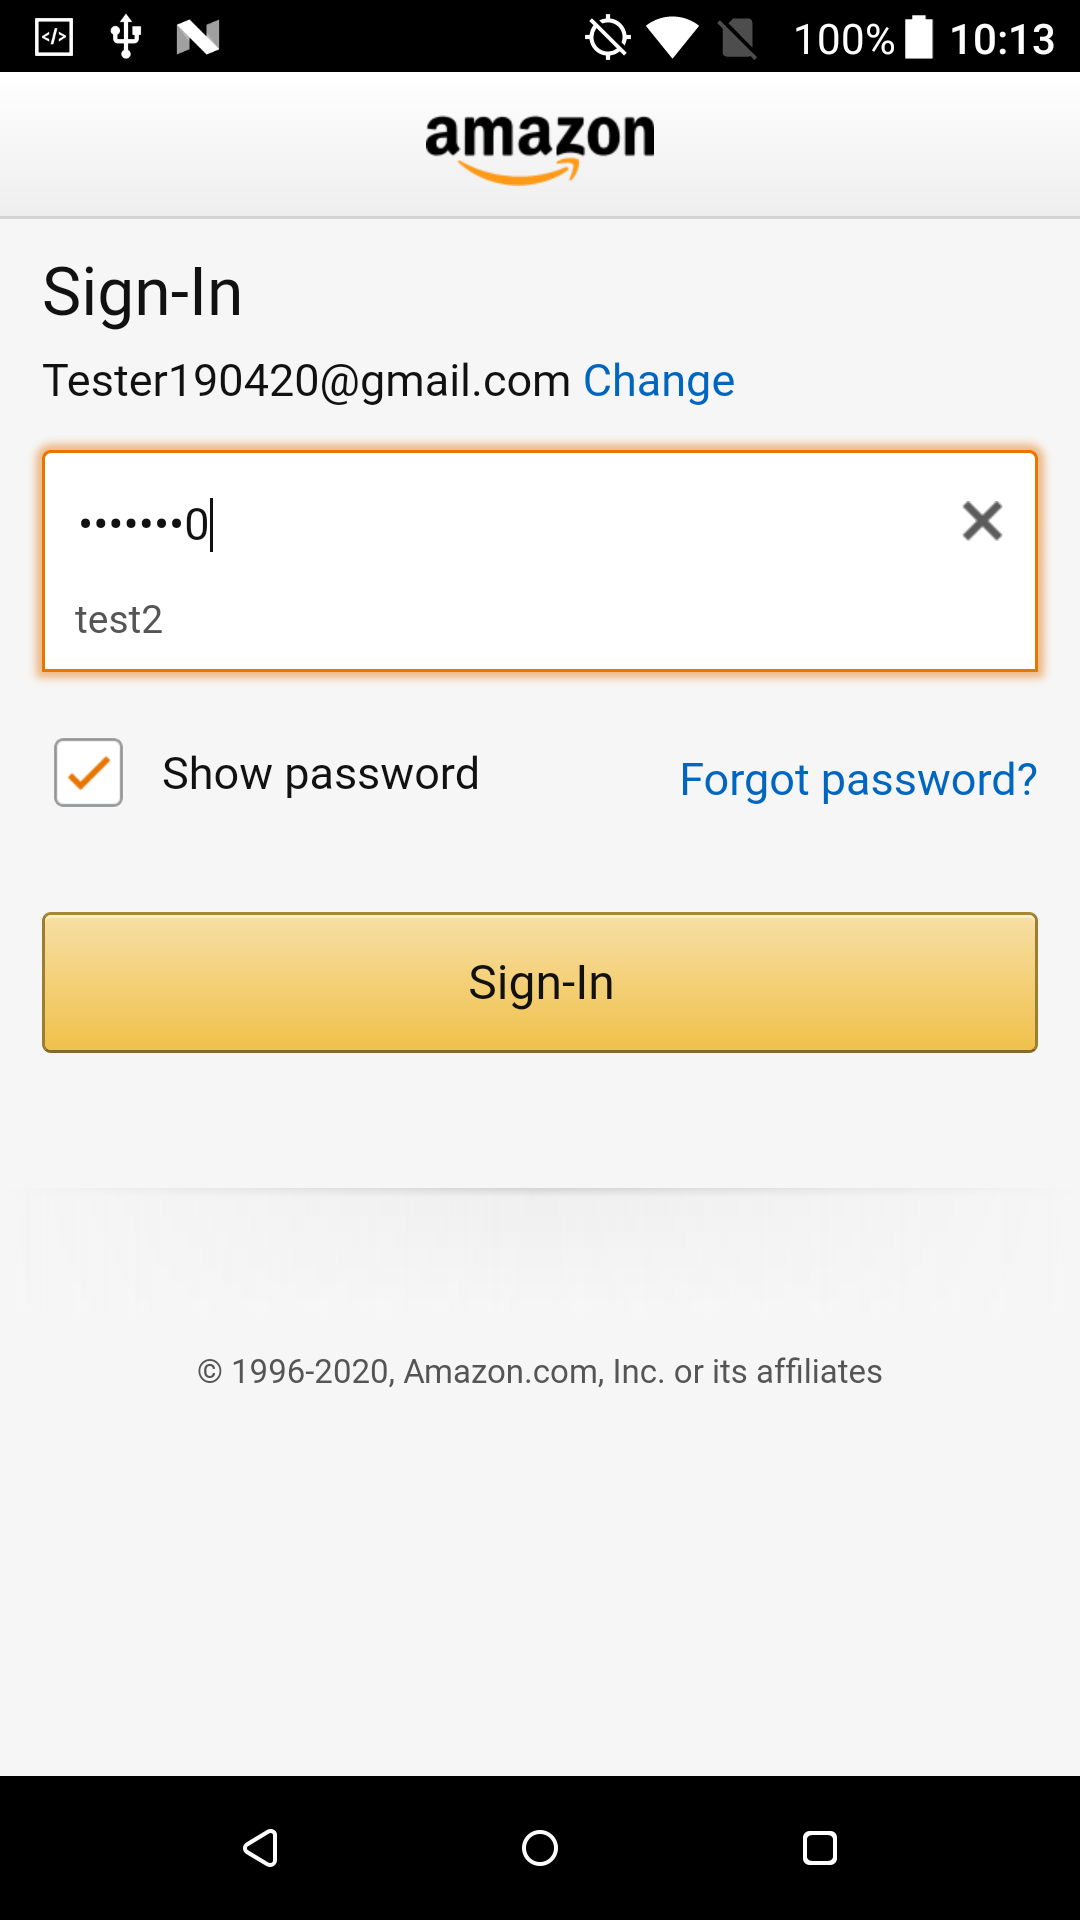 100% 10:13
amazon
Sign-In
Tester190420@gmail.com Change
•••••••0
test2
Show password
Forgot password?
Sign-In
© 1996-2020, Amazon.com, Inc. or its affiliates